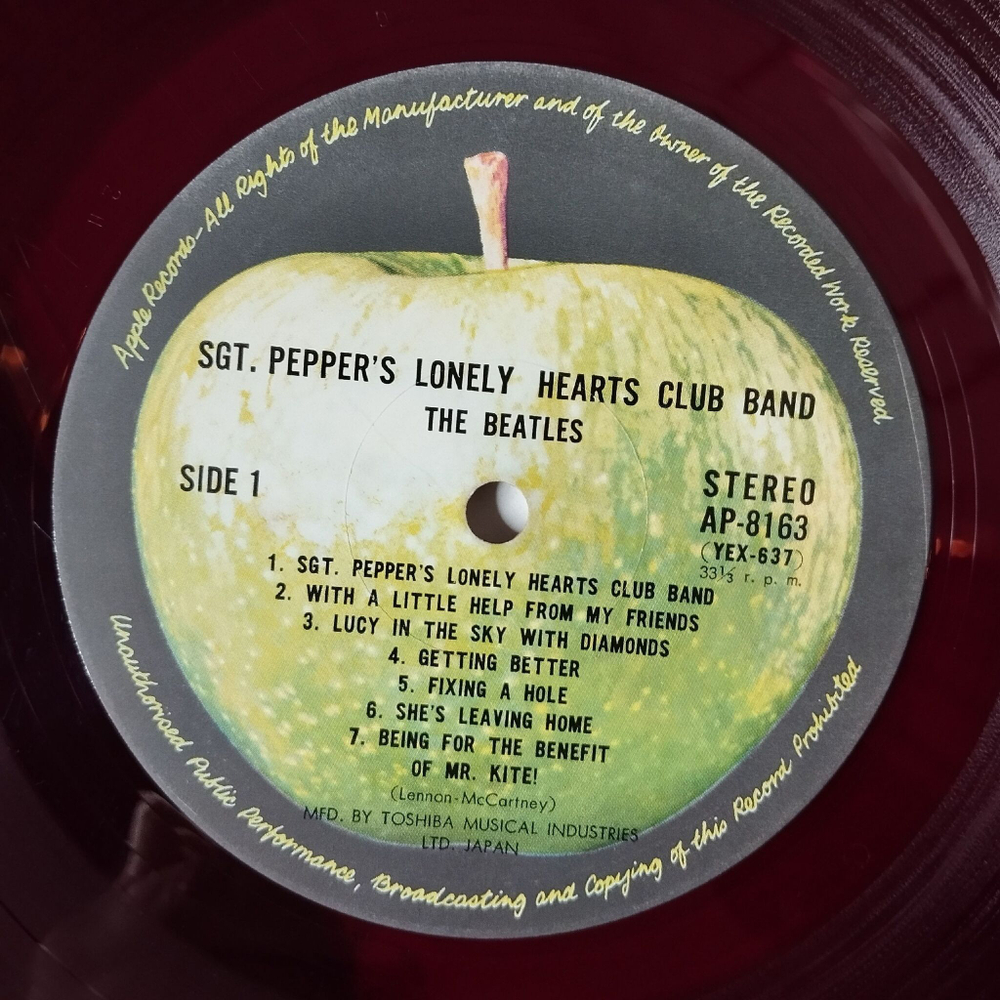 Apple Records-All Rights of the Manufacturer and of the Owner of the Recorded Work Reserved
SGT. PEPPER'S LONELY HEARTS CLUB BAND
THE BEATLES
SIDE 1
STEREO
AP-8163
(YEX-637)
33⅓ r. p. m.
1. SGT. PEPPER'S LONELY HEARTS CLUB BAND
2. WITH A LITTLE HELP FROM MY FRIENDS
3. LUCY IN THE SKY WITH DIAMONDS
4. GETTING BETTER
5. FIXING A HOLE
6. SHE'S LEAVING HOME
7. BEING FOR THE BENEFIT
OF MR. KITE!
(Lennon-McCartney)
MFD. BY TOSHIBA MUSICAL INDUSTRIES
LTD. JAPAN
Unauthorised Public Performance, Broadcasting and Copying of this Record Prohibited